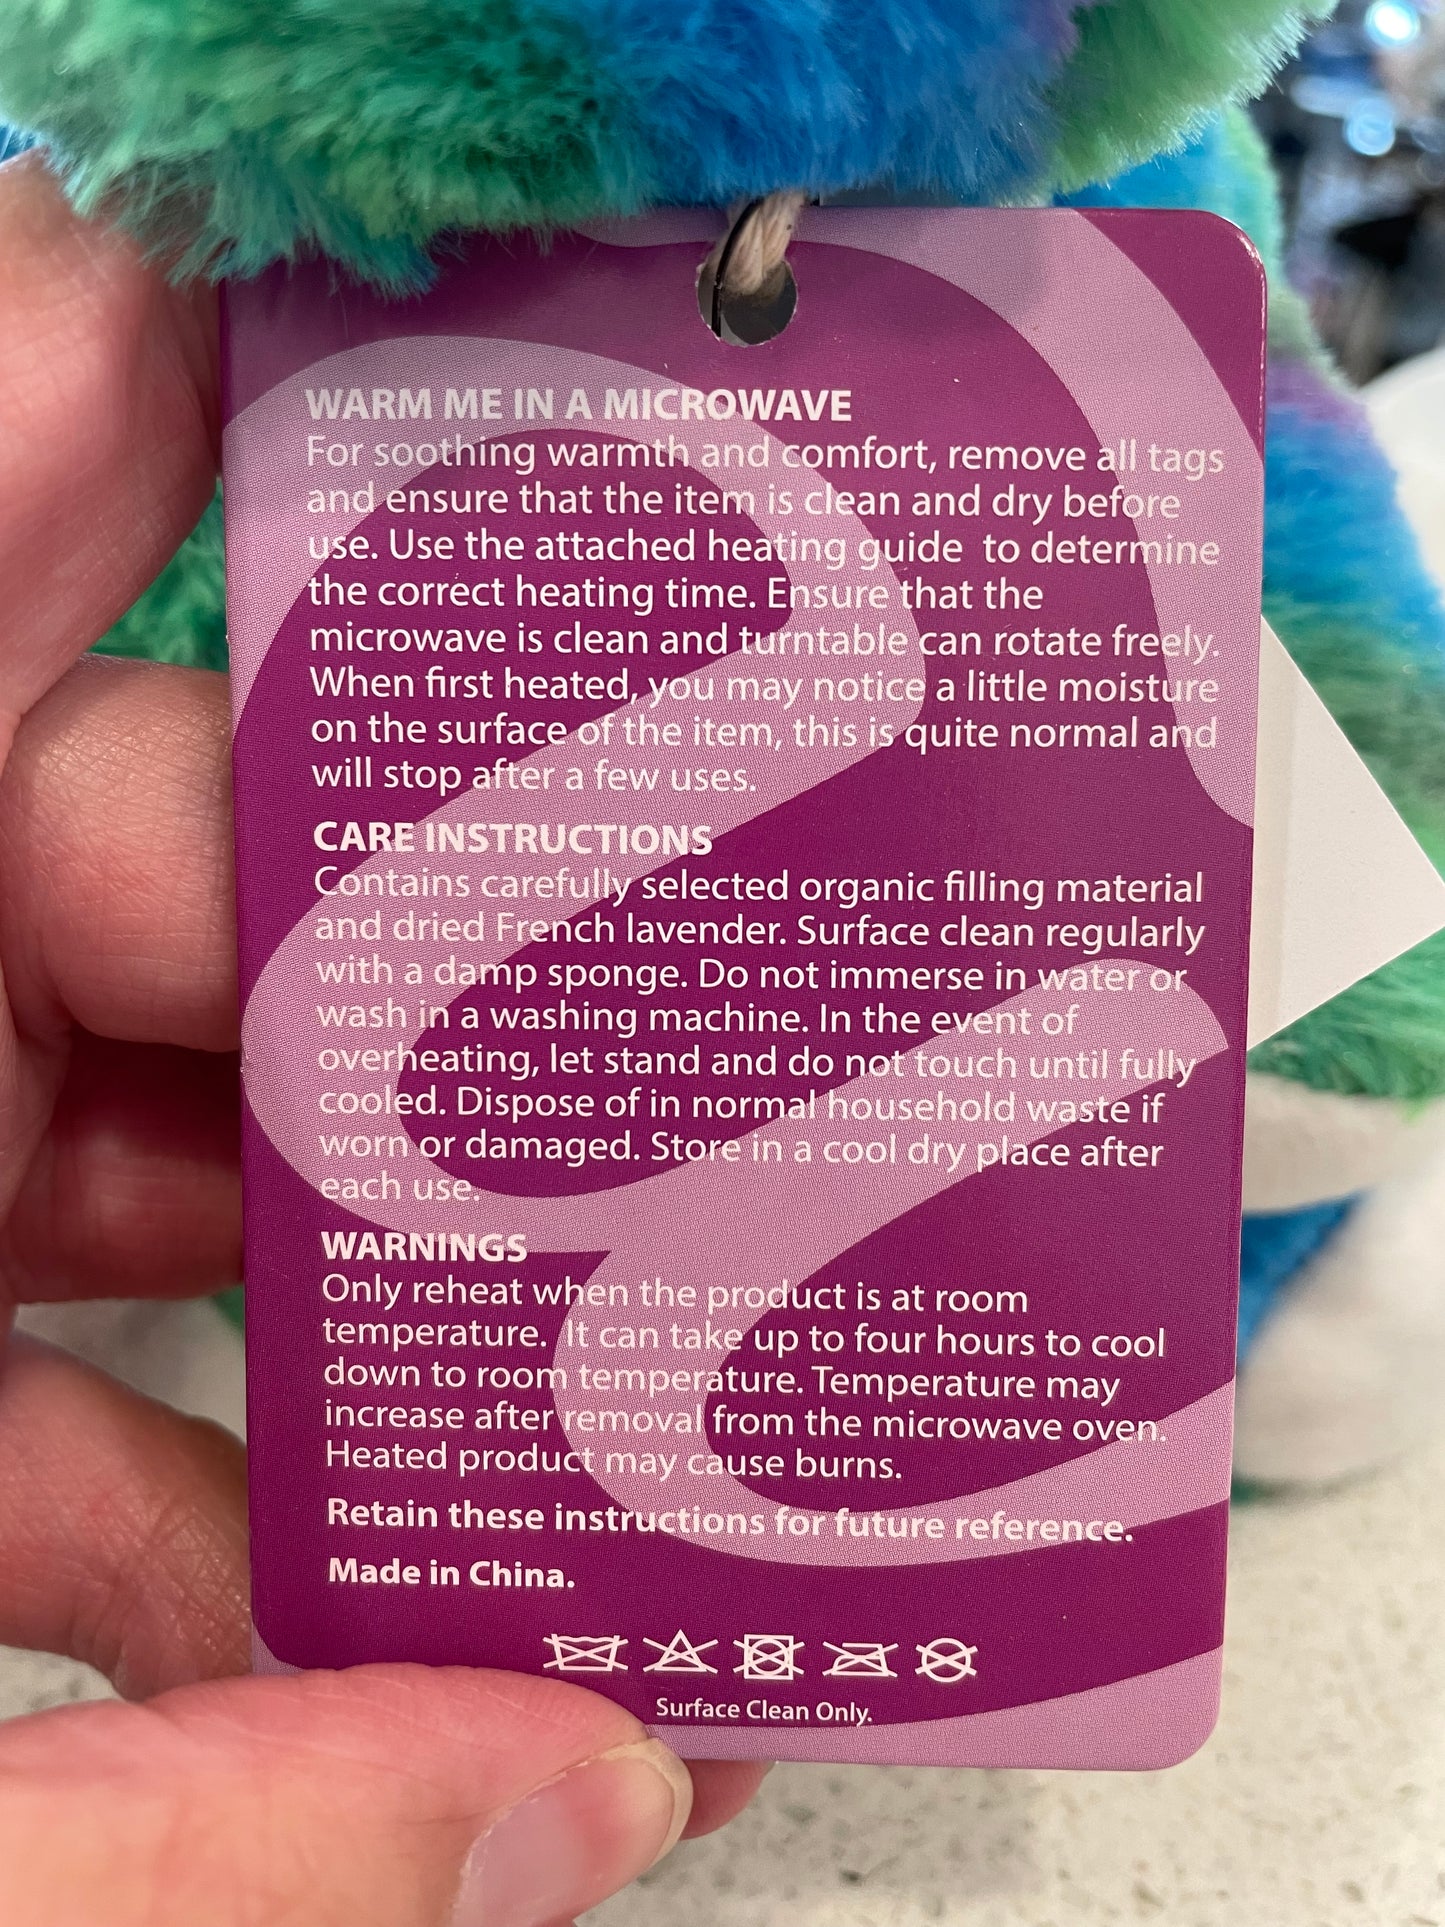 WARM ME IN A MICROWAVE
For soothing warmth and comfort, remove all tags
and ensure that the item is clean and dry before
use. Use the attached heating guide  to determine
the correct heating time. Ensure that the
microwave is clean and turntable can rotate freely.
When first heated, you may notice a little moisture
on the surface of the item, this is quite normal and
will stop after a few uses.
CARE INSTRUCTIONS
Contains carefully selected organic filling material
and dried French lavender. Surface clean regularly
with a damp sponge. Do not immerse in water or
wash in a washing machine. In the event of
overheating, let stand and do not touch until fully
cooled. Dispose of in normal household waste if
worn or damaged. Store in a cool dry place after
each use.
WARNINGS
Only reheat when the product is at room
temperature.  It can take up to four hours to cool
down to room temperature. Temperature may
increase after removal from the microwave oven.
Heated product may cause burns.
Retain these instructions for future reference.
Made in China.
Surface Clean Only.